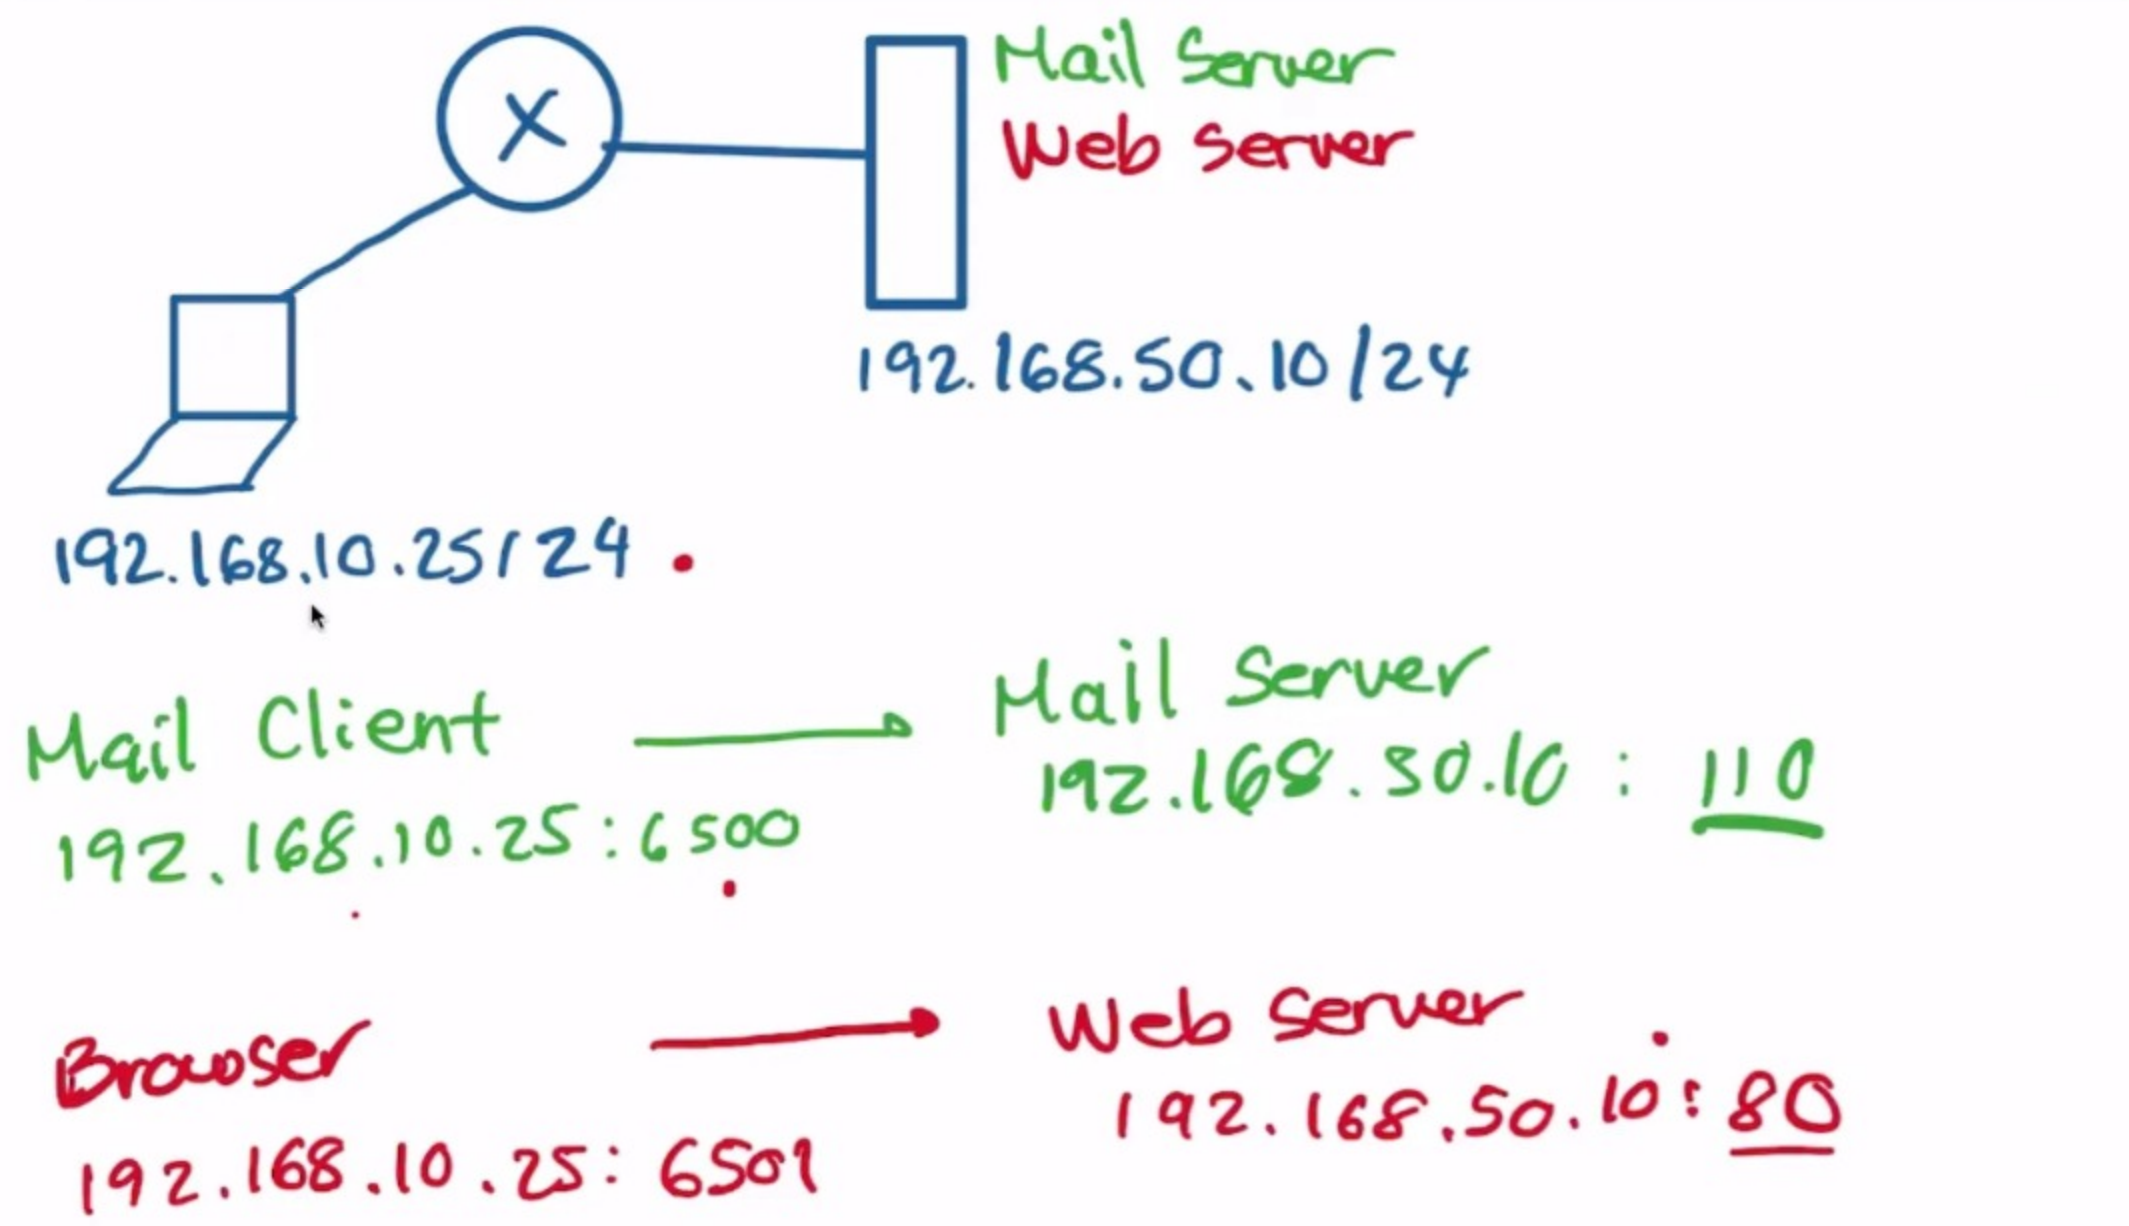 X
Mail Server
Web Server
192.168.50.10/24
192.168.10.25/24
Mail Client
Mail Server
192.168.50.10 : 110
192.168.10.25:6500
Browser
Web Server
192.168.50.10:80
192.168.10.25:6501